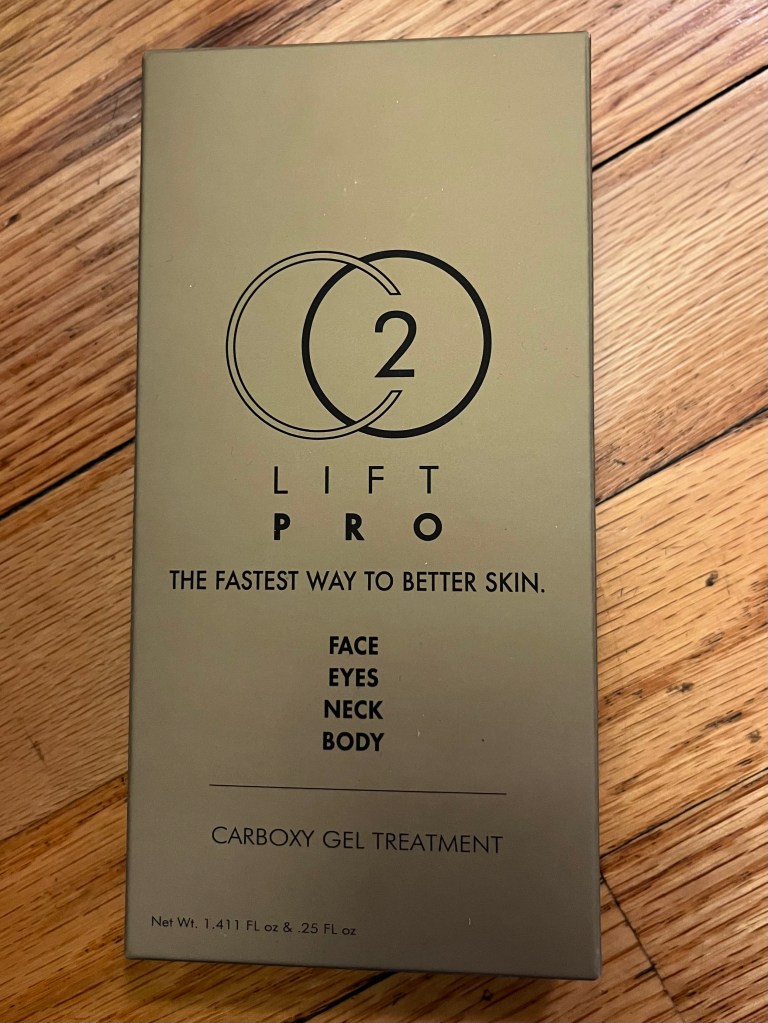 CO2
LIFT
PRO
THE FASTEST WAY TO BETTER SKIN.
FACE
EYES
NECK
BODY
CARBOXY GEL TREATMENT
Net Wt. 1.411 FL oz & .25 FL oz